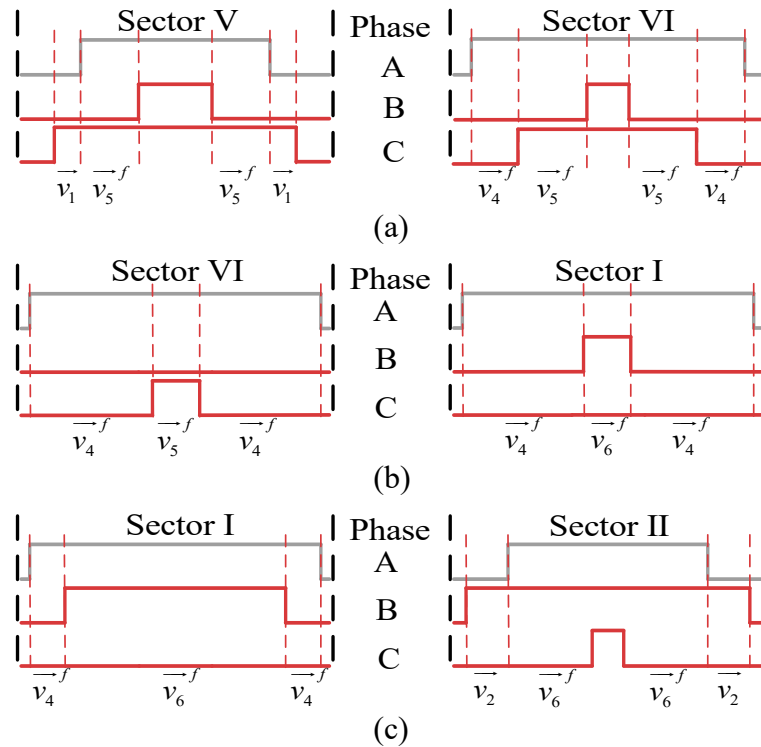 Sector V Phase Sector VI
A
B
C
v₁ v₅ᶠ v₅ᶠ v₁ v₄ᶠ v₅ᶠ v₅ᶠ v₄ᶠ
(a)
Sector VI Phase Sector I
A
B
C
v₄ᶠ v₅ᶠ v₄ᶠ v₄ᶠ v₆ᶠ v₄ᶠ
(b)
Sector I Phase Sector II
A
B
C
v₄ᶠ v₆ᶠ v₄ᶠ v₂ v₆ᶠ v₆ᶠ v₂
(c)